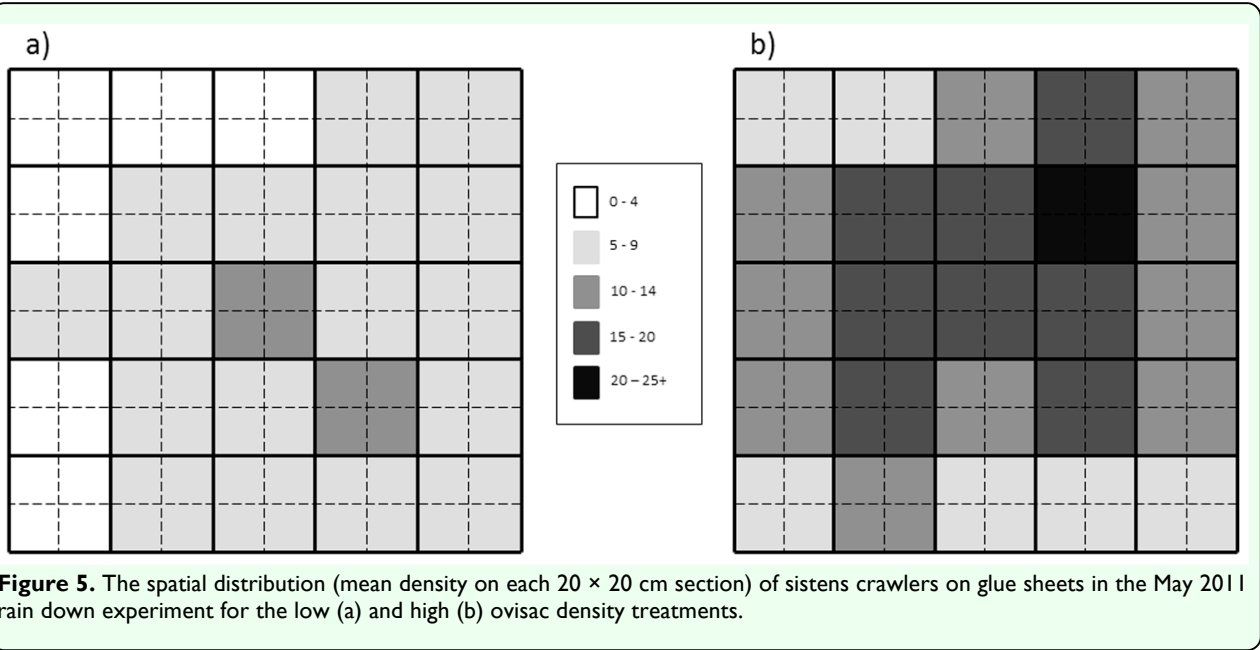 a)
b)
0 - 4
5 - 9
10 - 14
15 - 20
20 – 25+
Figure 5. The spatial distribution (mean density on each 20 × 20 cm section) of sistens crawlers on glue sheets in the May 2011
rain down experiment for the low (a) and high (b) ovisac density treatments.